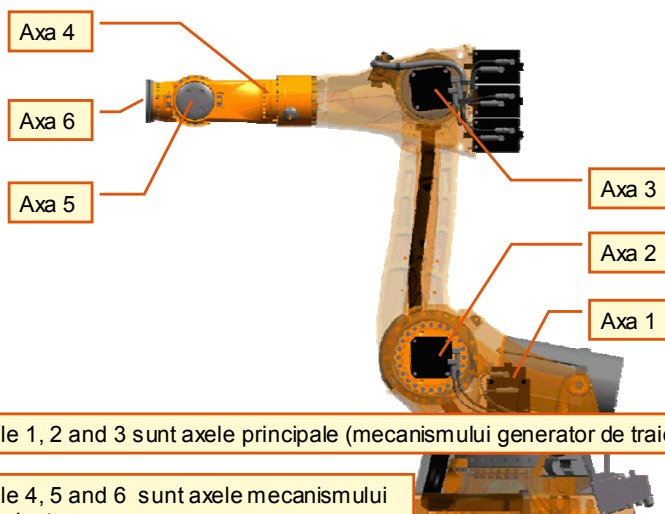 Axa 4
Axa 6
Axa 5
Axa 3
Axa 2
Axa 1
le 1, 2 and 3 sunt axele principale (mecanismului generator de traie
le 4, 5 and 6 sunt axele mecanismului